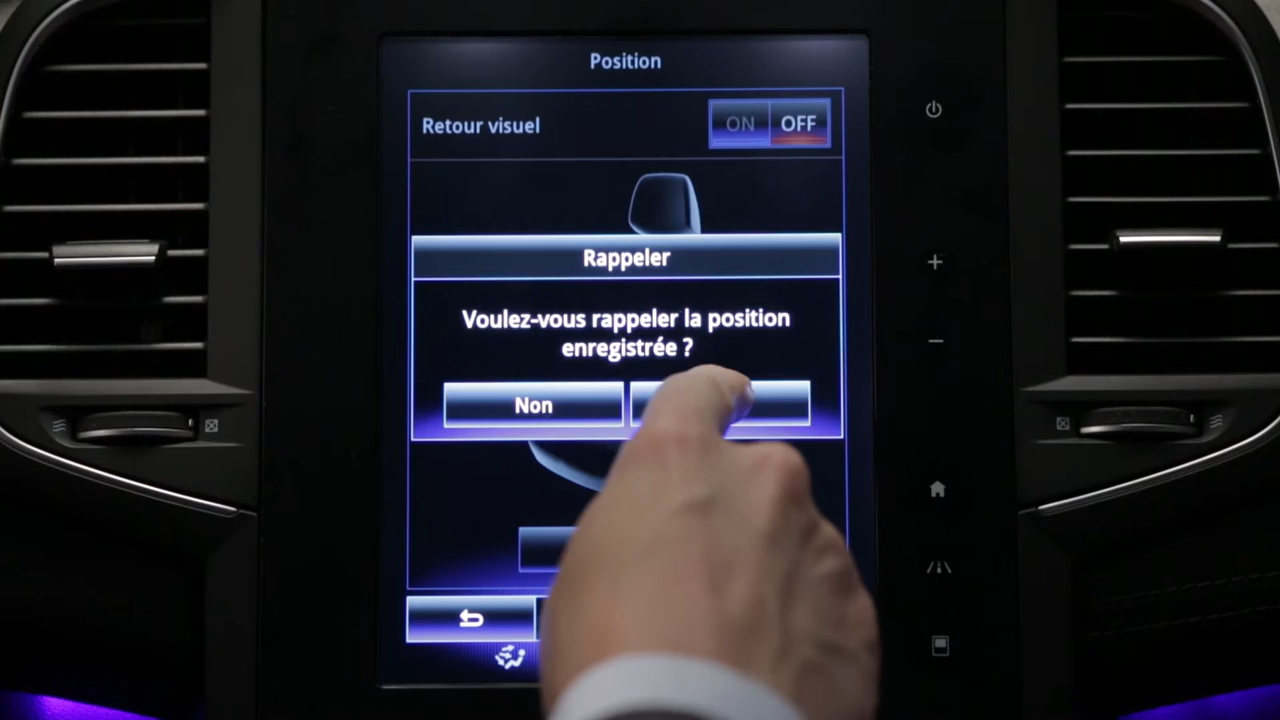 Position
Retour visuel
ON OFF
Rappeler
Voulez-vous rappeler la position
enregistrée ?
Non